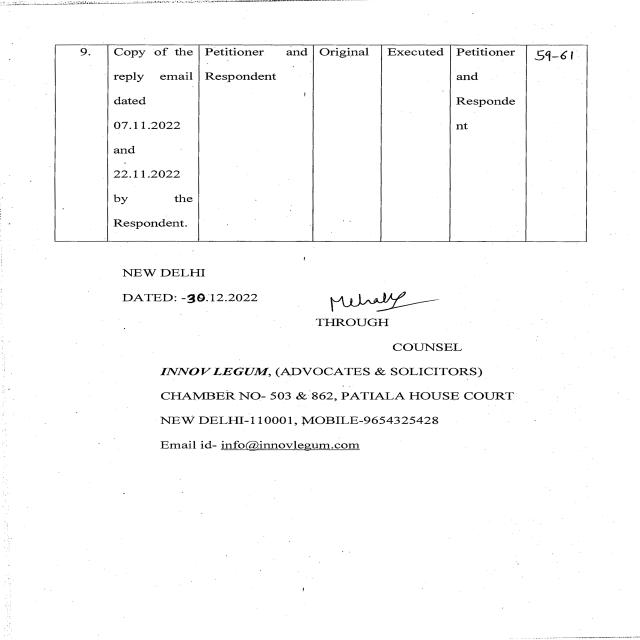 9. Copy of the Petitioner and Original Executed Petitioner 59-61
reply email Respondent and
dated Responde
07.11.2022 nt
and
22.11.2022
by the
Respondent.
NEW DELHI
DATED: -30.12.2022
THROUGH
COUNSEL
INNOV LEGUM, (ADVOCATES & SOLICITORS)
CHAMBER NO- 503 & 862, PATIALA HOUSE COURT
NEW DELHI-110001, MOBILE-9654325428
Email id- info@innovlegum.com